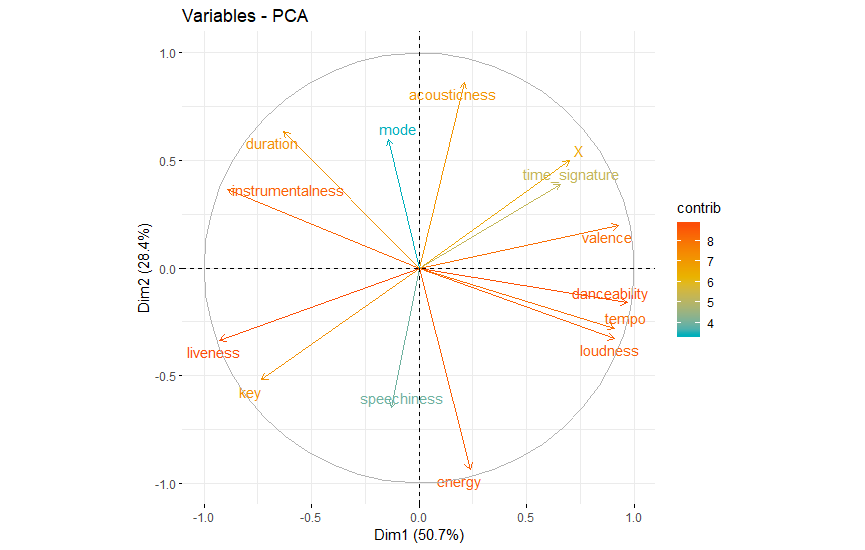 Variables - PCA
1.0
acousticness
mode
duration
0.5
X
time_signature
instrumentalness
valence
0.0
danceability
tempo
liveness
loudness
key
speechiness
-0.5
energy
-1.0
-1.0
-0.5
0.0
0.5
1.0
Dim1 (50.7%)
Dim2 (28.4%)
contrib
8
7
6
5
4